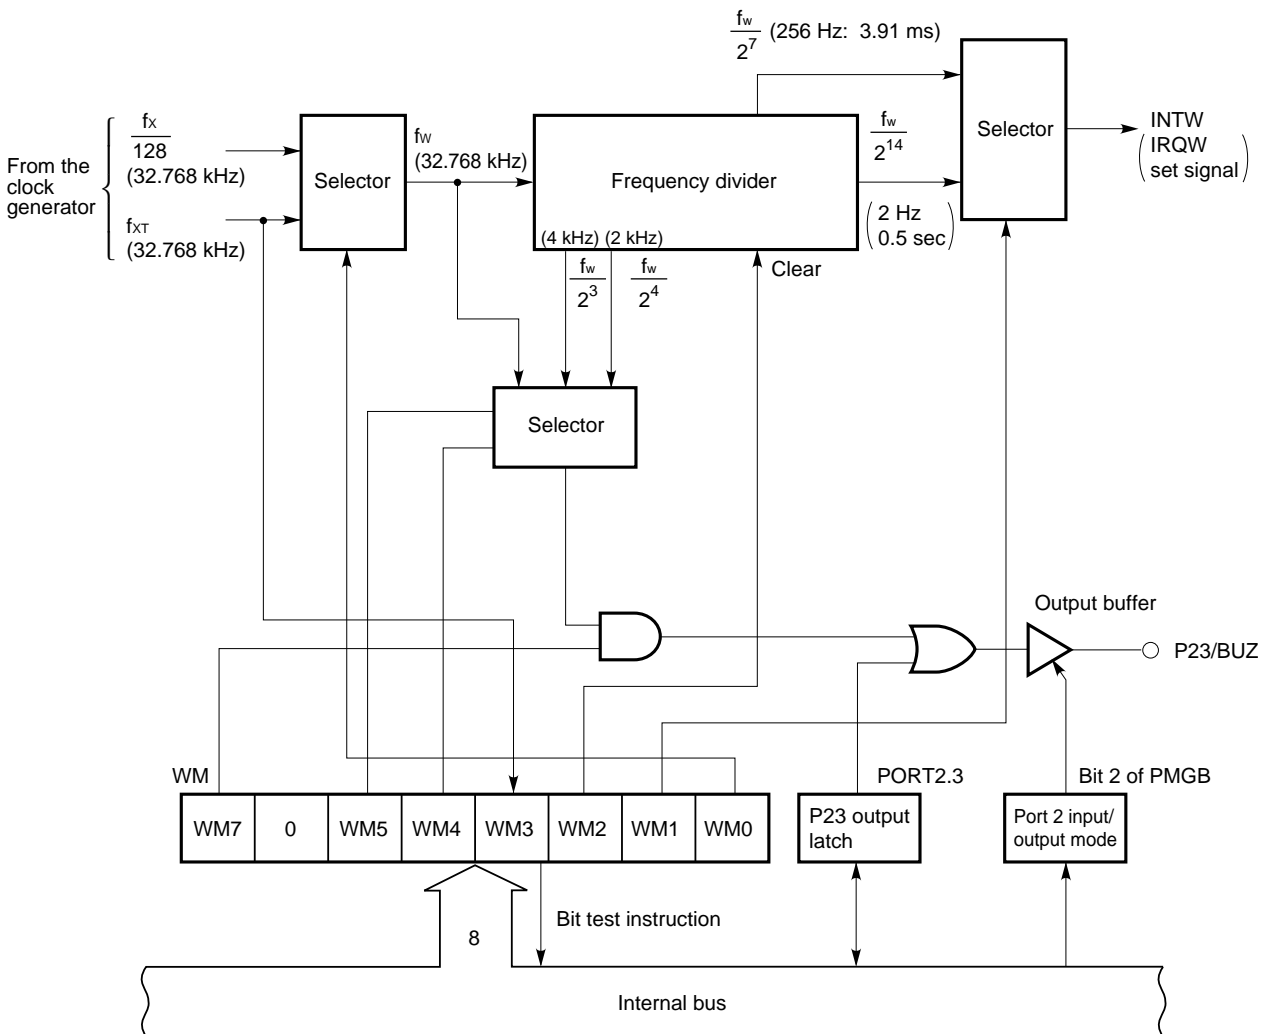 fw
2^7 (256 Hz: 3.91 ms)
From the
clock
generator
fX
128
(32.768 kHz)
fXT
(32.768 kHz)
Selector
fW
(32.768 kHz)
Frequency divider
(4 kHz) (2 kHz)
fw
2^14
(2 Hz
0.5 sec)
Selector
INTW
(IRQW
set signal)
fw
2^3
fw
2^4
Clear
Selector
Output buffer
P23/BUZ
WM
PORT2.3
Bit 2 of PMGB
WM7 0 WM5 WM4 WM3 WM2 WM1 WM0
P23 output
latch
Port 2 input/
output mode
8
Bit test instruction
Internal bus